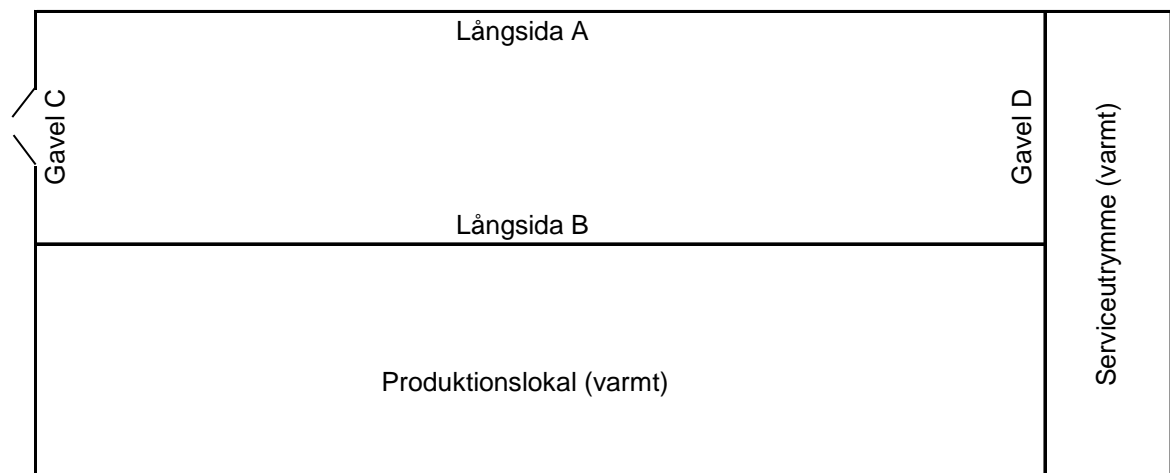 Långsida A
Gavel C
Gavel D
Serviceutrymme (varmt)
Långsida B
Produktionslokal (varmt)